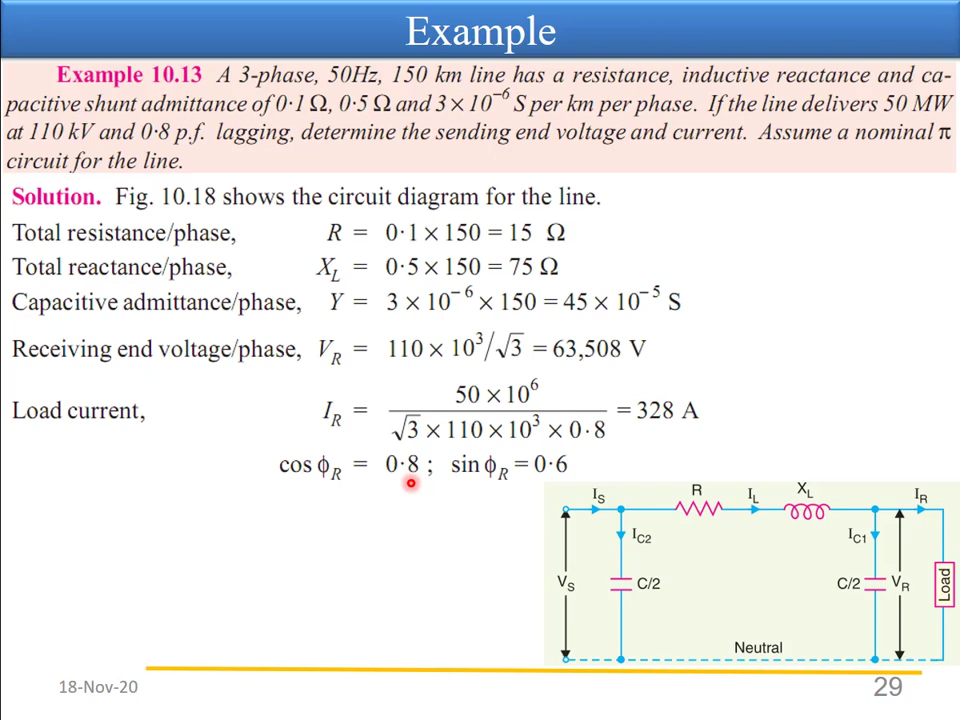 Example
Example 10.13 A 3-phase, 50Hz, 150 km line has a resistance, inductive reactance and ca-
pacitive shunt admittance of 0·1 Ω, 0·5 Ω and 3 × 10⁻⁶ S per km per phase. If the line delivers 50 MW
at 110 kV and 0·8 p.f. lagging, determine the sending end voltage and current. Assume a nominal π
circuit for the line.
Solution. Fig. 10.18 shows the circuit diagram for the line.
Total resistance/phase, R = 0·1 × 150 = 15 Ω
Total reactance/phase, X_L = 0·5 × 150 = 75 Ω
Capacitive admittance/phase, Y = 3 × 10⁻⁶ × 150 = 45 × 10⁻⁵ S
Receiving end voltage/phase, V_R = 110 × 10³/√3 = 63,508 V
Load current, I_R = 50 × 10⁶ / √3 × 110 × 10³ × 0·8 = 328 A
cos ϕ_R = 0·8 ; sin ϕ_R = 0·6
I_S R I_L X_L I_R
I_C2 I_C1
V_S C/2 C/2 V_R Load
Neutral
18-Nov-20 29